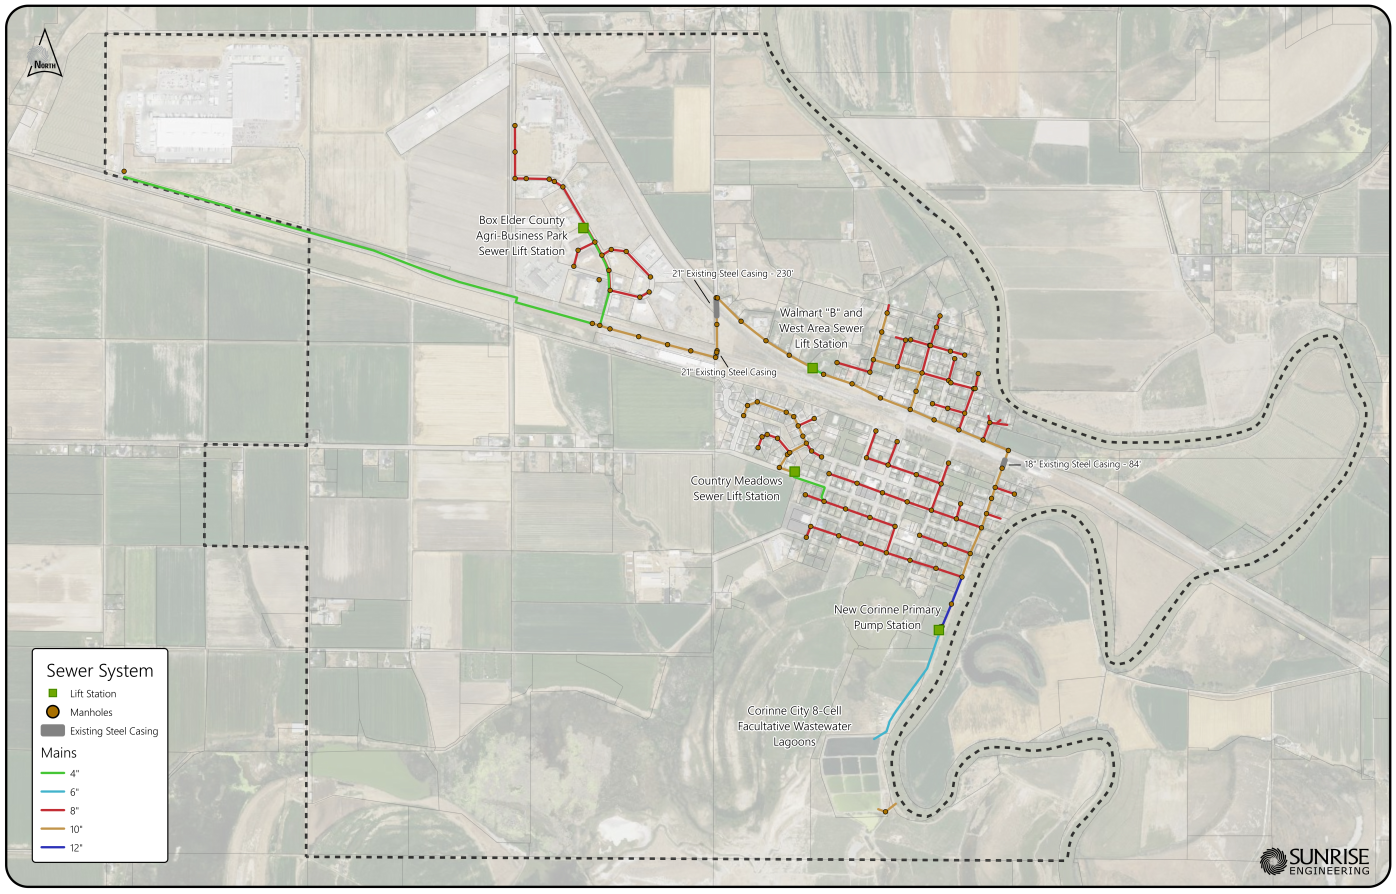 NORTH
Box Elder County
Agri-Business Park
Sewer Lift Station
21" Existing Steel Casing - 230'
Walmart "B" and
West Area Sewer
Lift Station
21" Existing Steel Casing
18" Existing Steel Casing - 84'
Country Meadows
Sewer Lift Station
New Corinne Primary
Pump Station
Corinne City 8-Cell
Facultative Wastewater
Lagoons
Sewer System
Lift Station
Manholes
Existing Steel Casing
Mains
4"
6"
8"
10"
12"
SUNRISE
ENGINEERING